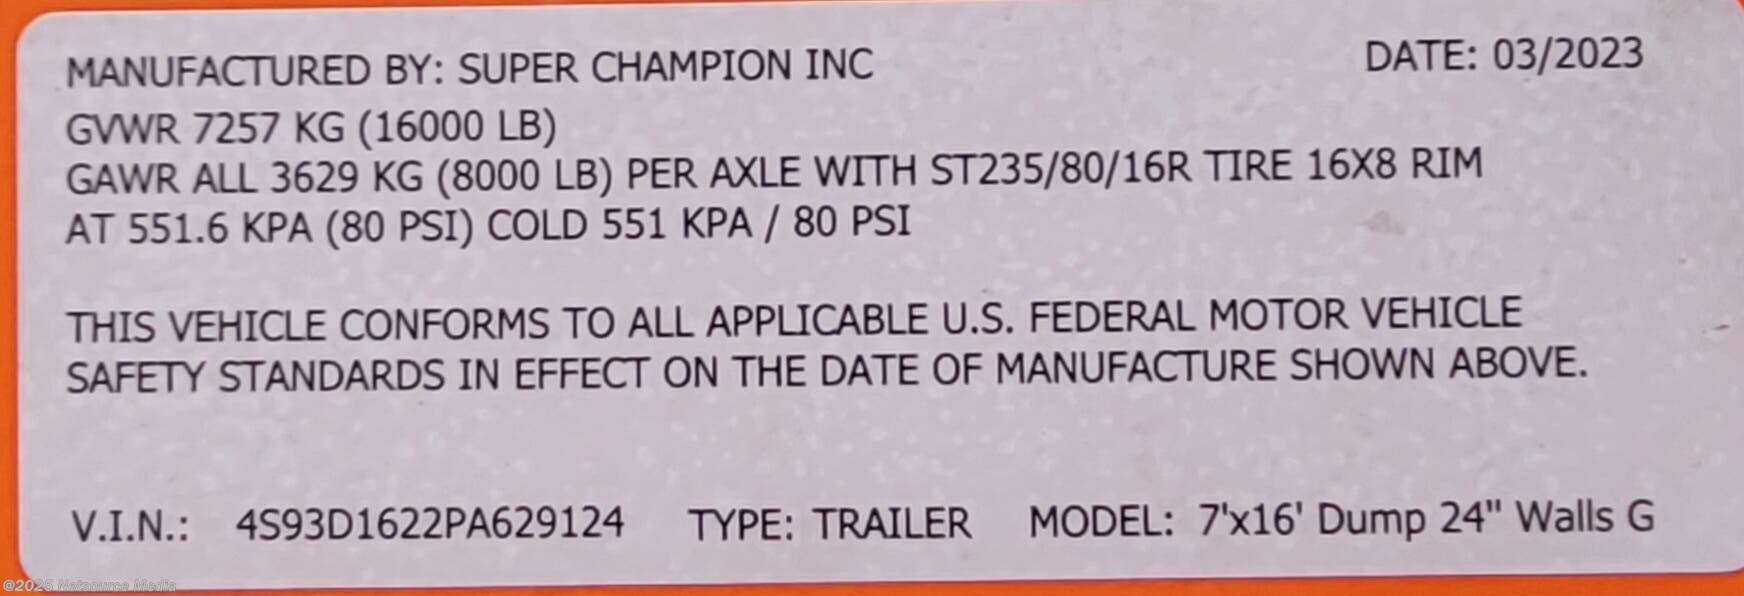 MANUFACTURED BY: SUPER CHAMPION INC DATE: 03/2023
GVWR 7257 KG (16000 LB)
GAWR ALL 3629 KG (8000 LB) PER AXLE WITH ST235/80/16R TIRE 16X8 RIM
AT 551.6 KPA (80 PSI) COLD 551 KPA / 80 PSI
THIS VEHICLE CONFORMS TO ALL APPLICABLE U.S. FEDERAL MOTOR VEHICLE
SAFETY STANDARDS IN EFFECT ON THE DATE OF MANUFACTURE SHOWN ABOVE.
V.I.N.: 4S93D1622PA629124 TYPE: TRAILER MODEL: 7'x16' Dump 24" Walls G
©2025 Netsource Media